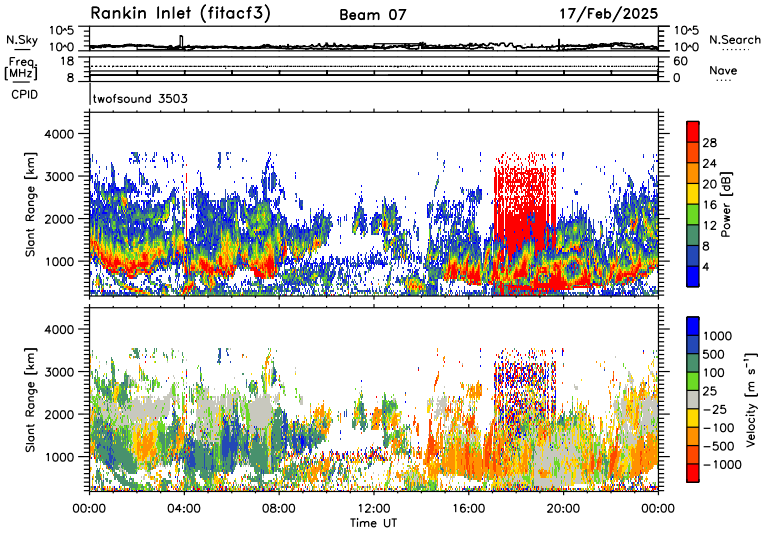 Rankin Inlet (fitacf3) Beam 07 17/Feb/2025
N.Sky 10^5 10^0 10^5 10^0 N.Search
Freq. [MHz] 18 8 60 0 Nave
CPID twofsound 3503
Slant Range [km] 4000 3000 2000 1000
Power [dB] 28 24 20 16 12 8 4
Slant Range [km] 4000 3000 2000 1000
Velocity [m s⁻¹] 1000 500 100 25 −25 −100 −500 −1000
00:00 04:00 08:00 12:00 16:00 20:00 00:00
Time UT